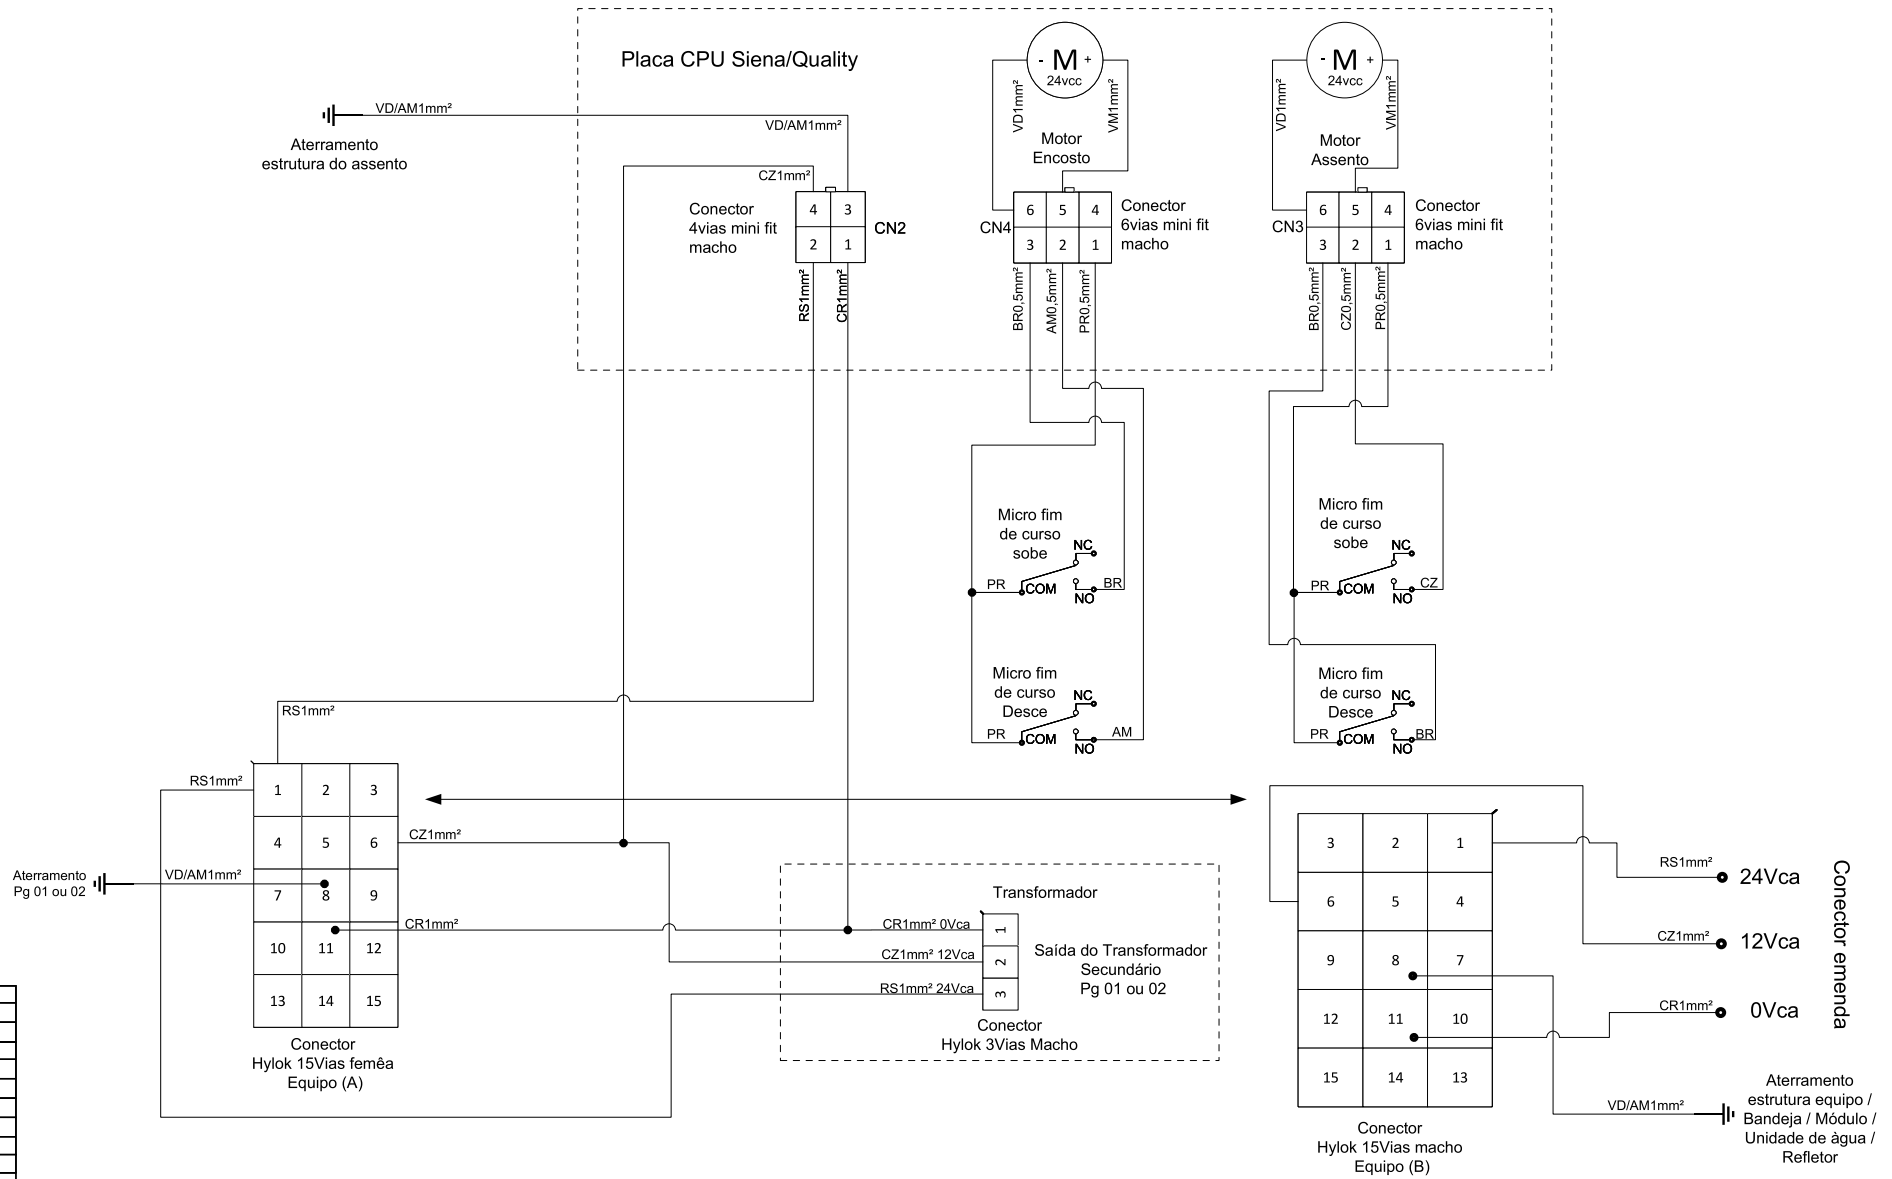 Placa CPU Siena/Quality
- M +
24vcc
VD1mm²
VM1mm²
Motor
Encosto
- M +
24vcc
VD1mm²
VM1mm²
Motor
Assento
VD/AM1mm²
VD/AM1mm²
Aterramento
estrutura do assento
CZ1mm²
Conector
4vias mini fit
macho
4 3
2 1
CN2
RS1mm²
CR1mm²
CN4
6 5 4
3 2 1
Conector
6vias mini fit
macho
BR0,5mm²
AM0,5mm²
PR0,5mm²
CN3
6 5 4
3 2 1
Conector
6vias mini fit
macho
BR0,5mm²
CZ0,5mm²
PR0,5mm²
Micro fim
de curso
sobe
NC
PR
COM
NO
BR
Micro fim
de curso
sobe
NC
PR
COM
NO
CZ
Micro fim
de curso
Desce
NC
PR
COM
NO
AM
Micro fim
de curso
Desce
NC
PR
COM
NO
BR
RS1mm²
RS1mm²
1 2 3
4 5 6
7 8 9
10 11 12
13 14 15
CZ1mm²
VD/AM1mm²
Aterramento
Pg 01 ou 02
CR1mm²
Conector
Hylok 15Vias femêa
Equipo (A)
Transformador
CR1mm² 0Vca
CZ1mm² 12Vca
RS1mm² 24Vca
1
2
3
Saída do Transformador
Secundário
Pg 01 ou 02
Conector
Hylok 3Vias Macho
3 2 1
6 5 4
9 8 7
12 11 10
15 14 13
Conector
Hylok 15Vias macho
Equipo (B)
RS1mm²
24Vca
CZ1mm²
12Vca
CR1mm²
0Vca
Conector emenda
VD/AM1mm²
Aterramento
estrutura equipo /
Bandeja / Módulo /
Unidade de àgua /
Refletor